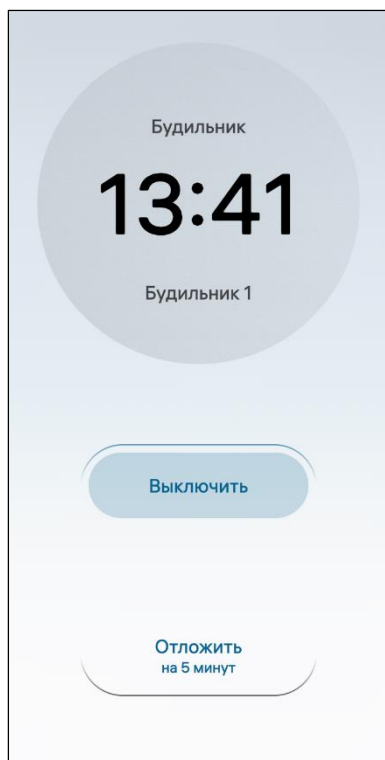 Будильник
13:41
Будильник 1
Выключить
Отложить
на 5 минут